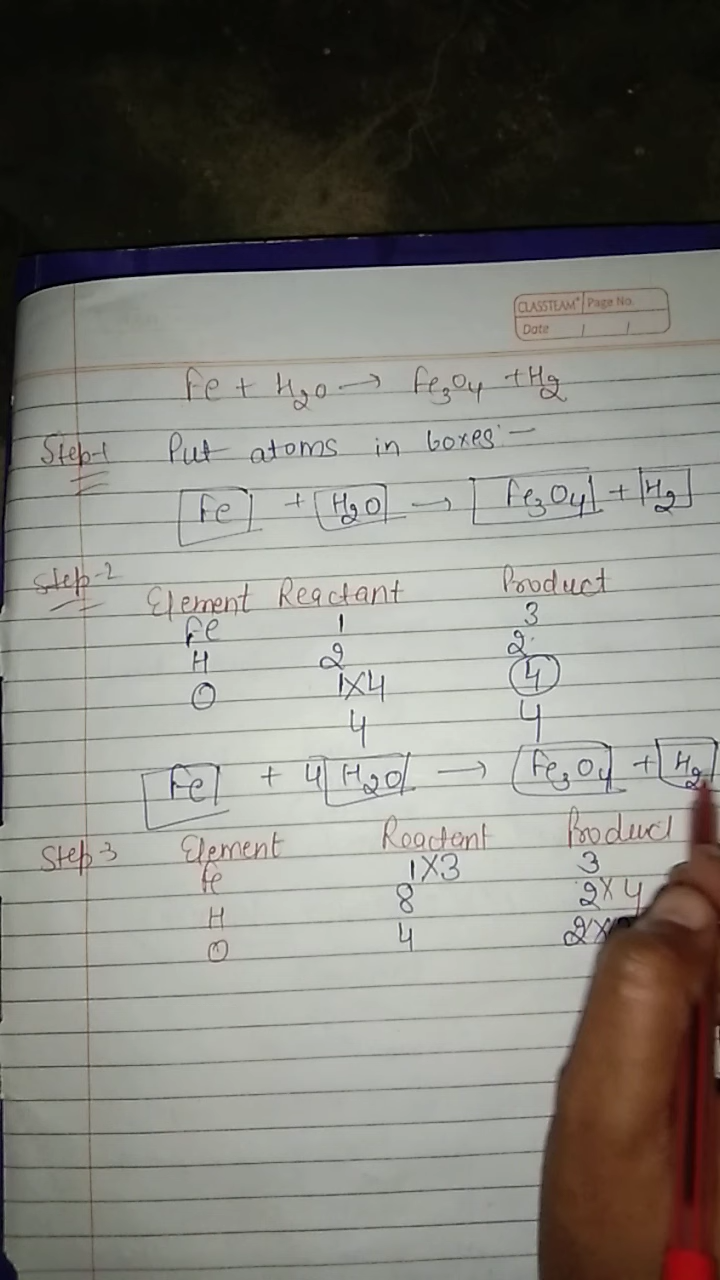 CLASSTEAM Page No.
Date / /
Fe + H2O → Fe3O4 + H2
Step-1 Put atoms in boxes :-
Fe + H2O → Fe3O4 + H2
Step-2
Element Reactant Product
Fe 1 3
H 2 2
O 1X4 4
4 4
Fe + 4 H2O → Fe3O4 + H2
Step 3 Element Reactant Product
Fe 1X3 3
H 8 2X4
O 4